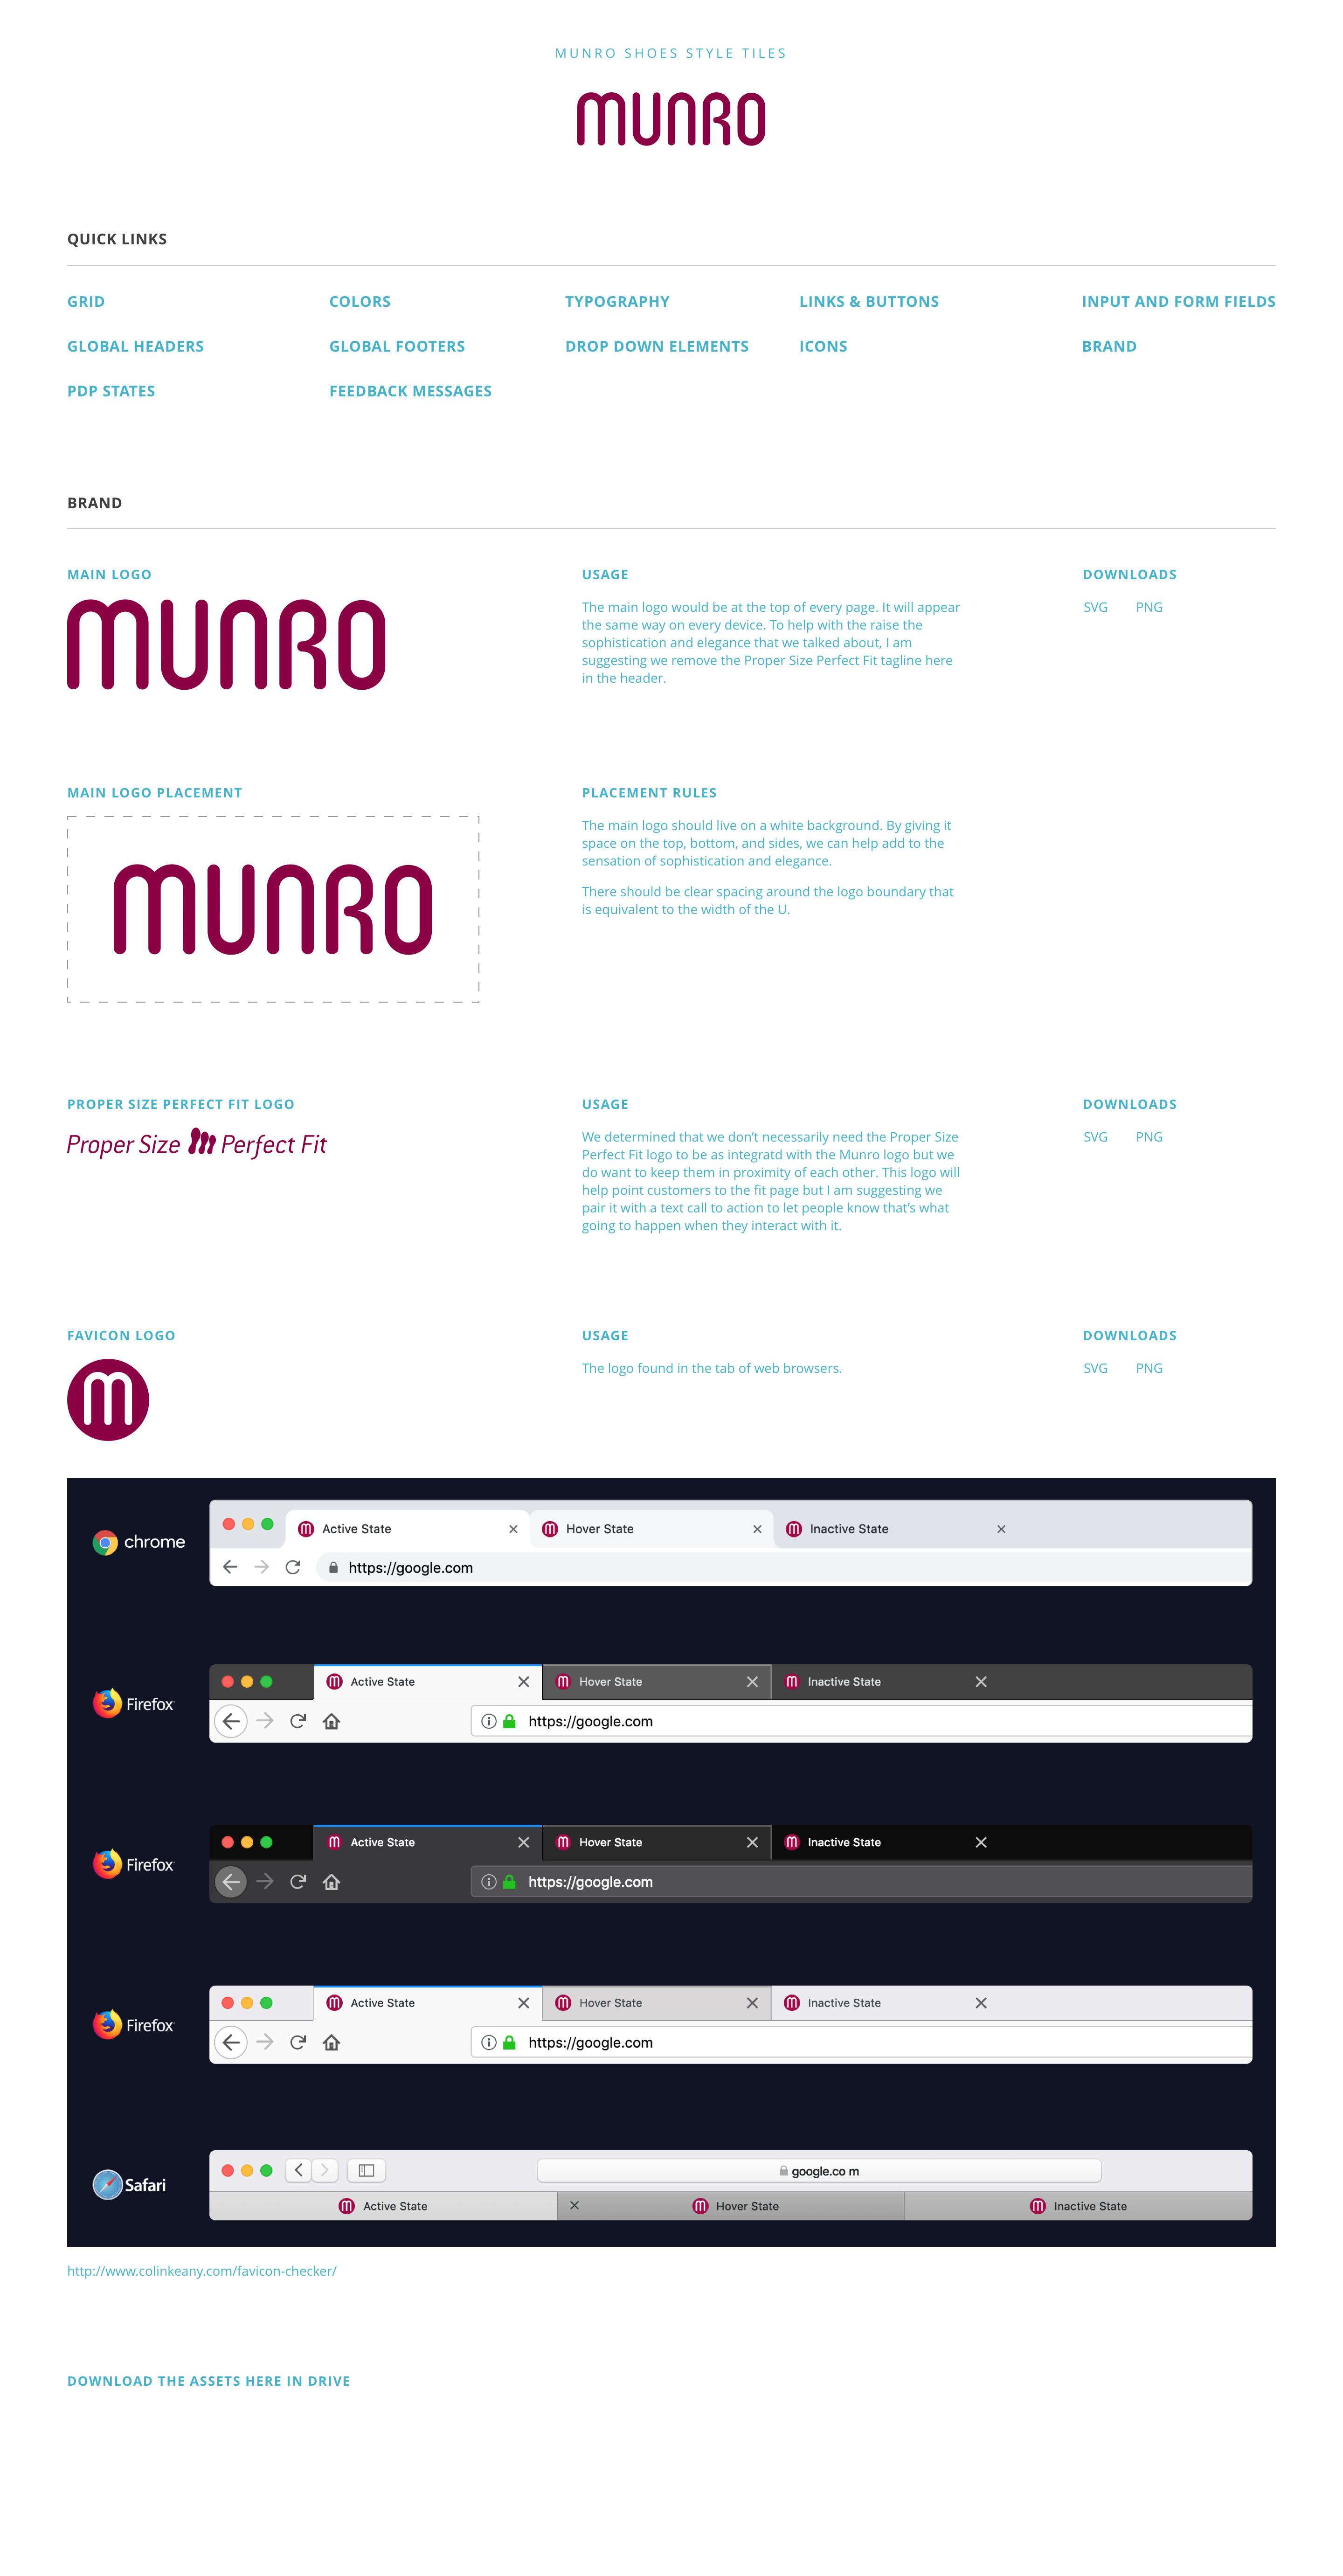 MUNRO SHOES STYLE TILES
MUNRO
QUICK LINKS
GRID COLORS TYPOGRAPHY LINKS & BUTTONS INPUT AND FORM FIELDS
GLOBAL HEADERS GLOBAL FOOTERS DROP DOWN ELEMENTS ICONS BRAND
PDP STATES FEEDBACK MESSAGES
BRAND
MAIN LOGO
MUNRO
USAGE
The main logo would be at the top of every page. It will appear
the same way on every device. To help with the raise the
sophistication and elegance that we talked about, I am
suggesting we remove the Proper Size Perfect Fit tagline here
in the header.
DOWNLOADS
SVG PNG
MAIN LOGO PLACEMENT
MUNRO
PLACEMENT RULES
The main logo should live on a white background. By giving it
space on the top, bottom, and sides, we can help add to the
sensation of sophistication and elegance.
There should be clear spacing around the logo boundary that
is equivalent to the width of the U.
PROPER SIZE PERFECT FIT LOGO
Proper Size Perfect Fit
USAGE
We determined that we don't necessarily need the Proper Size
Perfect Fit logo to be as integratd with the Munro logo but we
do want to keep them in proximity of each other. This logo will
help point customers to the fit page but I am suggesting we
pair it with a text call to action to let people know that's what
going to happen when they interact with it.
DOWNLOADS
SVG PNG
FAVICON LOGO
m
USAGE
The logo found in the tab of web browsers.
DOWNLOADS
SVG PNG
chrome
m Active State m Hover State m Inactive State
https://google.com
Firefox
m Active State m Hover State m Inactive State
https://google.com
Firefox
m Active State m Hover State m Inactive State
https://google.com
Firefox
m Active State m Hover State m Inactive State
https://google.com
Safari
google.co m
m Active State m Hover State m Inactive State
http://www.colinkeany.com/favicon-checker/
DOWNLOAD THE ASSETS HERE IN DRIVE